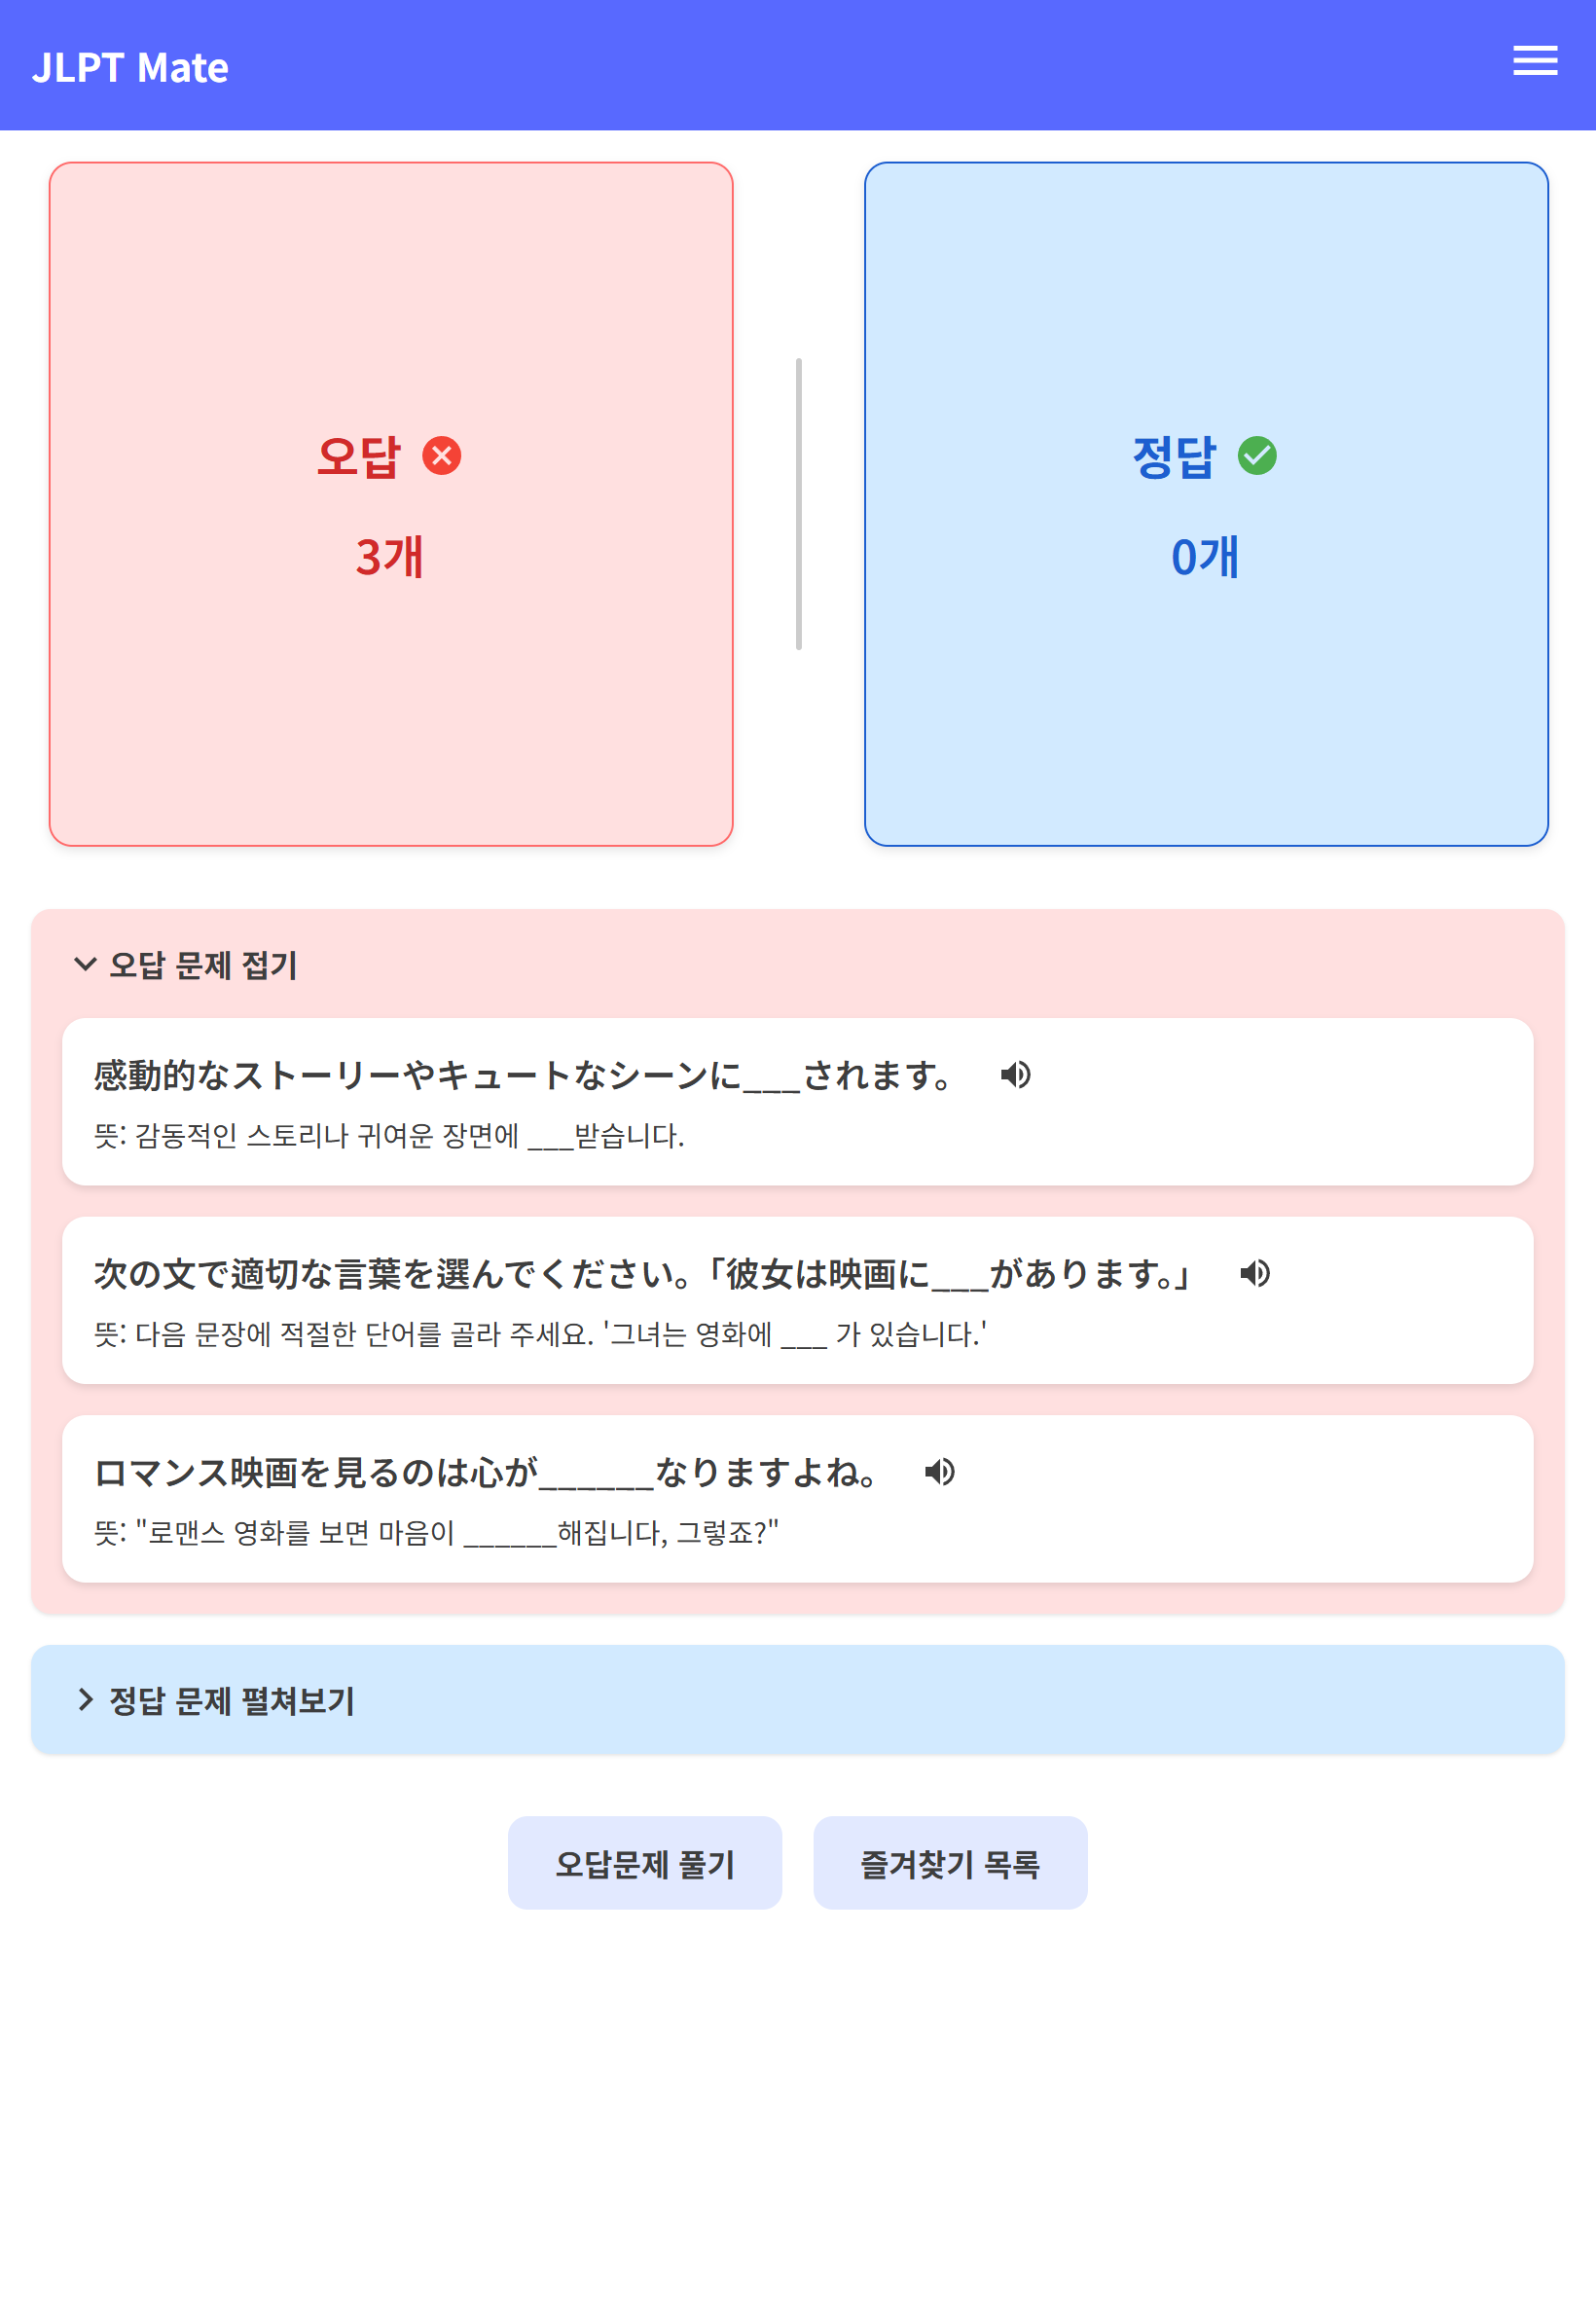 JLPT Mate
오답
3개
정답
0개
오답 문제 접기
感動的なストーリーやキュートなシーンに___されます。
뜻: 감동적인 스토리나 귀여운 장면에 ___받습니다.
次の文で適切な言葉を選んでください。「彼女は映画に___があります。」
뜻: 다음 문장에 적절한 단어를 골라 주세요. '그녀는 영화에 ___ 가 있습니다.'
ロマンス映画を見るのは心が______なりますよね。
뜻: "로맨스 영화를 보면 마음이 ______해집니다, 그렇죠?"
정답 문제 펼쳐보기
오답문제 풀기
즐겨찾기 목록